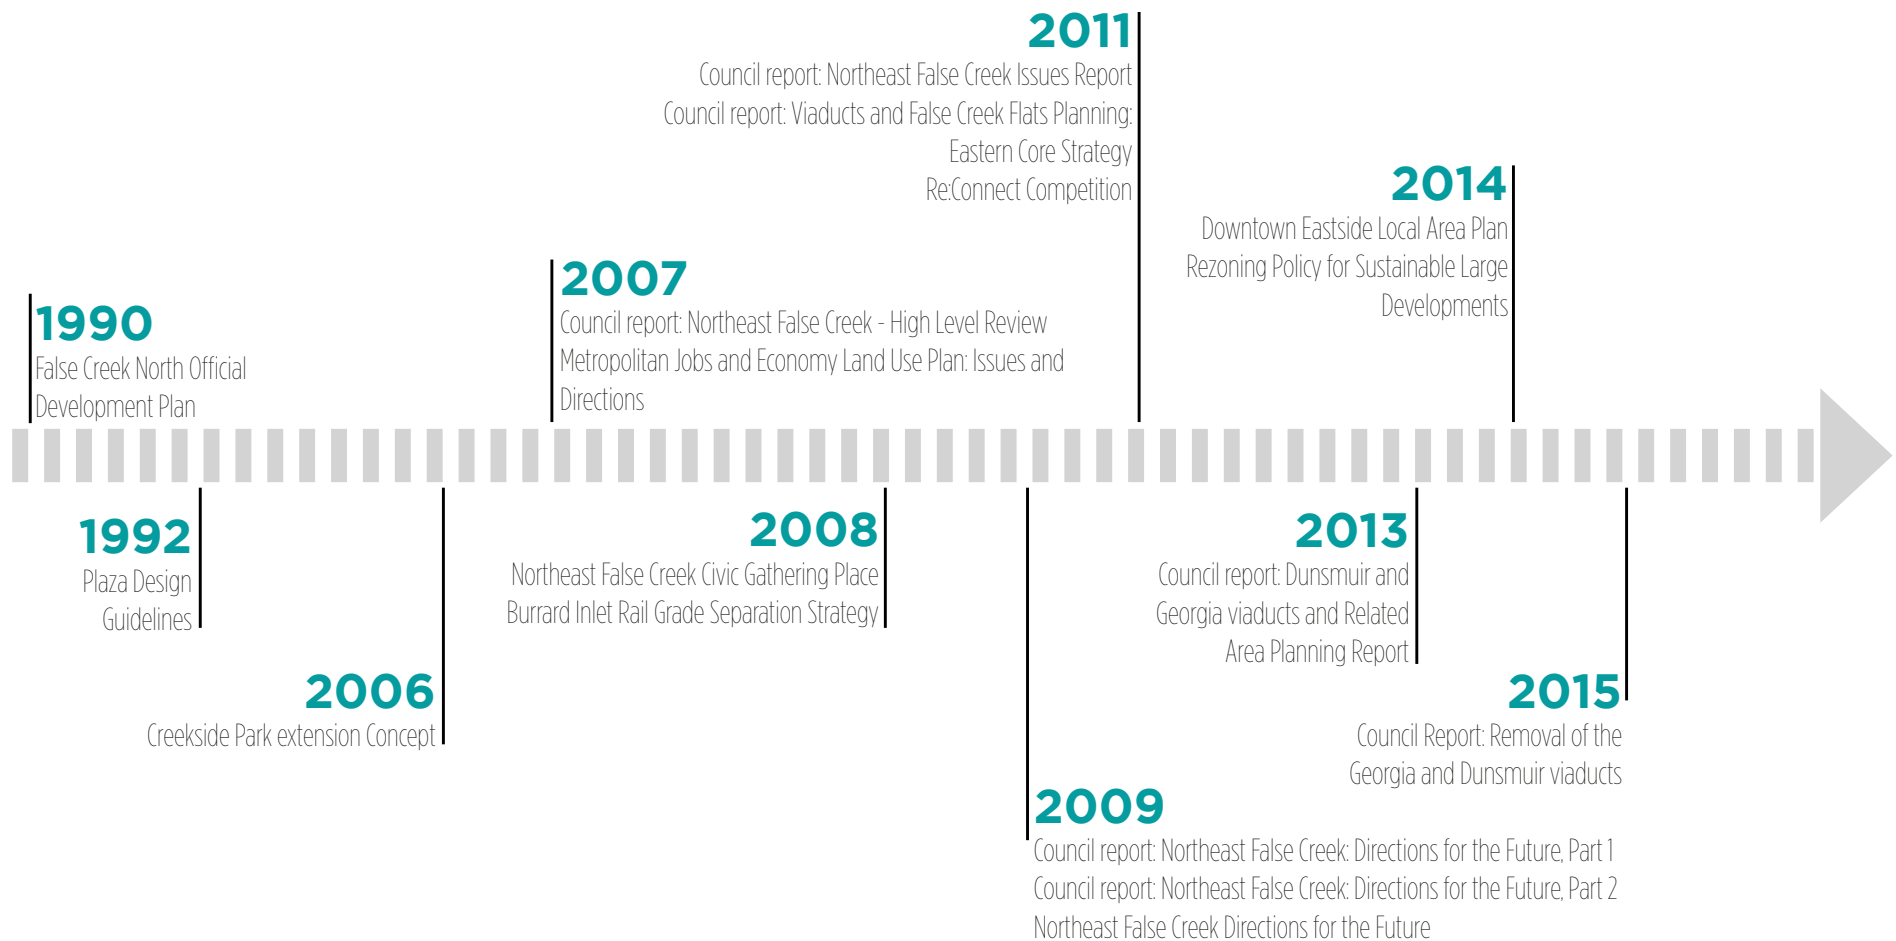 2011
Council report: Northeast False Creek Issues Report
Council report: Viaducts and False Creek Flats Planning:
Eastern Core Strategy
Re:Connect Competition
2014
Downtown Eastside Local Area Plan
Rezoning Policy for Sustainable Large
Developments
2007
Council report: Northeast False Creek - High Level Review
Metropolitan Jobs and Economy Land Use Plan: Issues and
Directions
1990
False Creek North Official
Development Plan
1992
Plaza Design
Guidelines
2006
Creekside Park extension Concept
2008
Northeast False Creek Civic Gathering Place
Burrard Inlet Rail Grade Separation Strategy
2013
Council report: Dunsmuir and
Georgia viaducts and Related
Area Planning Report
2015
Council Report: Removal of the
Georgia and Dunsmuir viaducts
2009
Council report: Northeast False Creek: Directions for the Future, Part 1
Council report: Northeast False Creek: Directions for the Future, Part 2
Northeast False Creek Directions for the Future